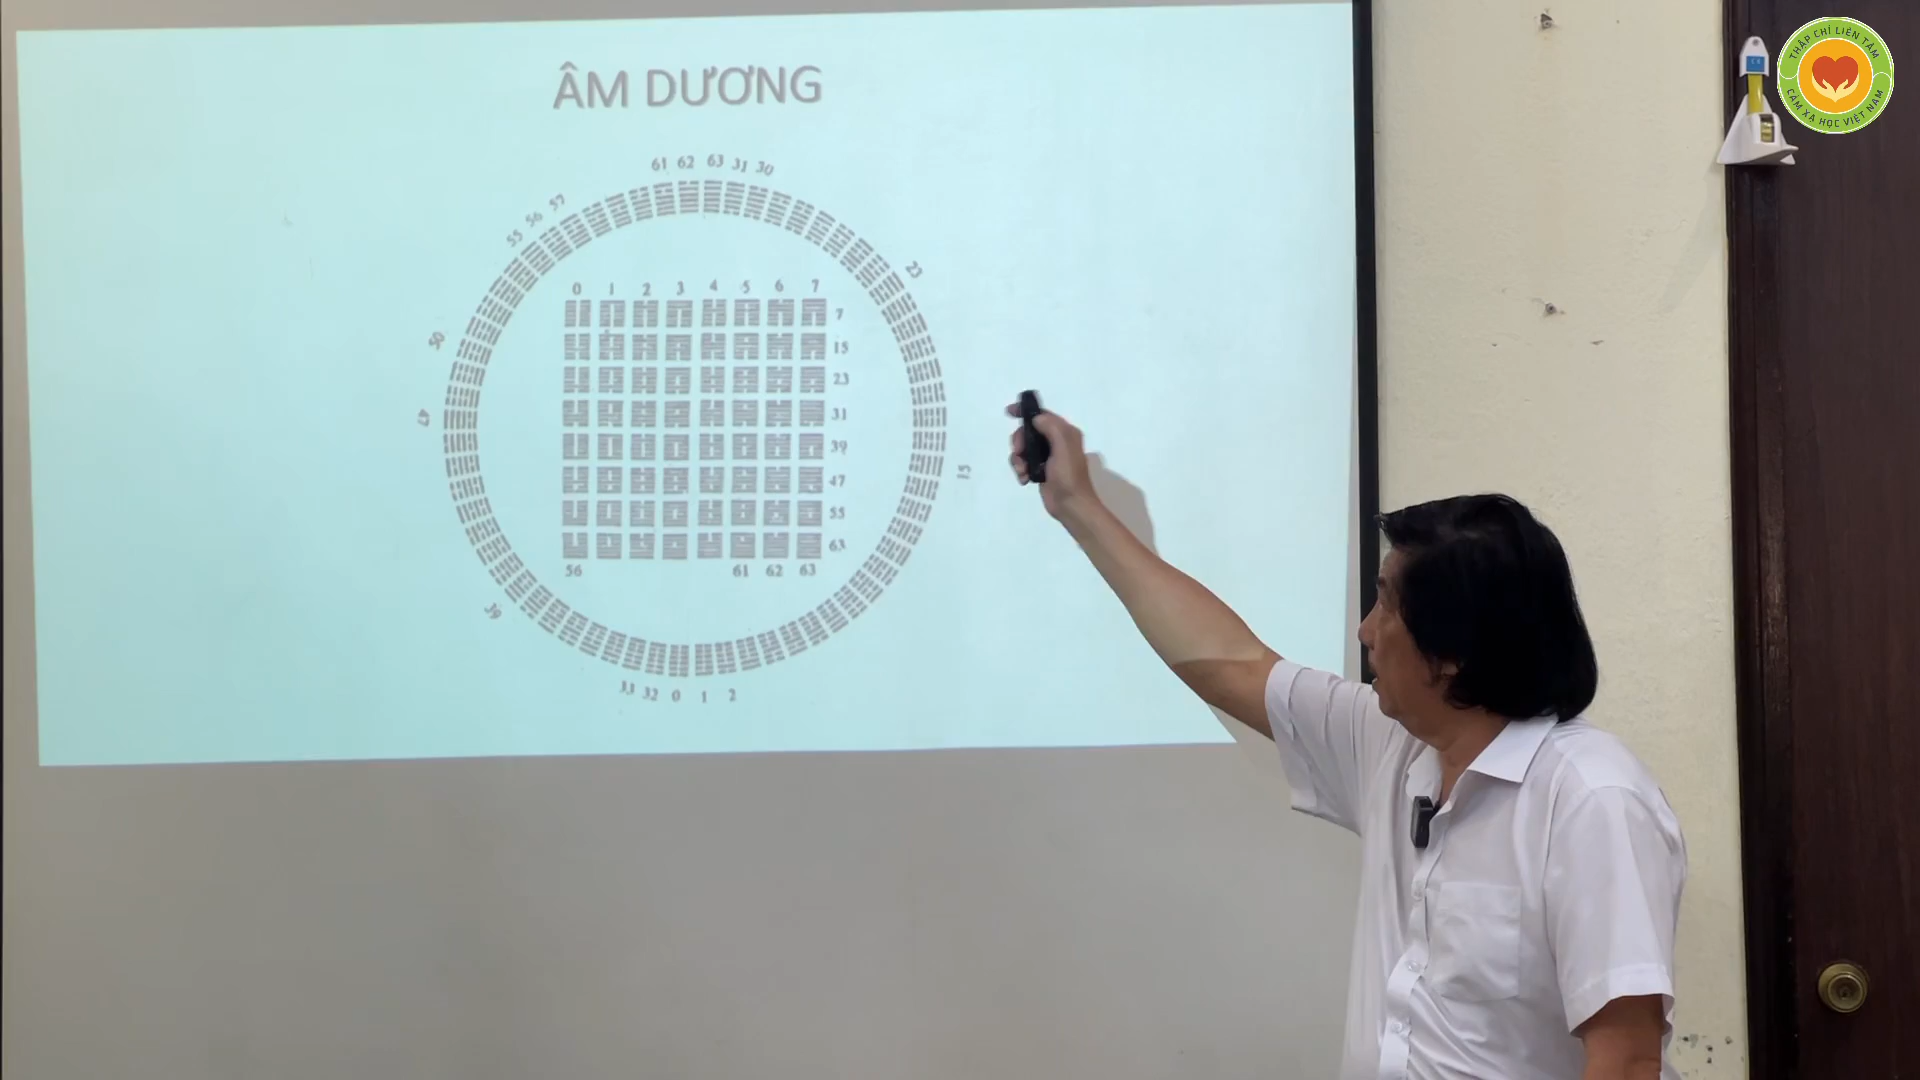 ÂM DƯƠNG
61 62 63 31 30
55 56 57
23
50
47
15
39
33 32 0 1 2
0 1 2 3 4 5 6 7
7
15
23
31
39
47
55
63
56 61 62 63
THẬP CHỈ LIÊN TÂM
CẢM XẠ HỌC VIỆT NAM